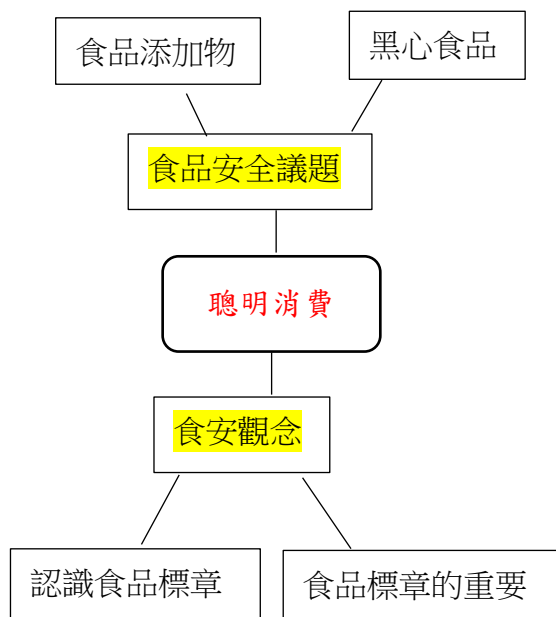 食品添加物
黑心食品
食品安全議題
聰明消費
食安觀念
認識食品標章
食品標章的重要